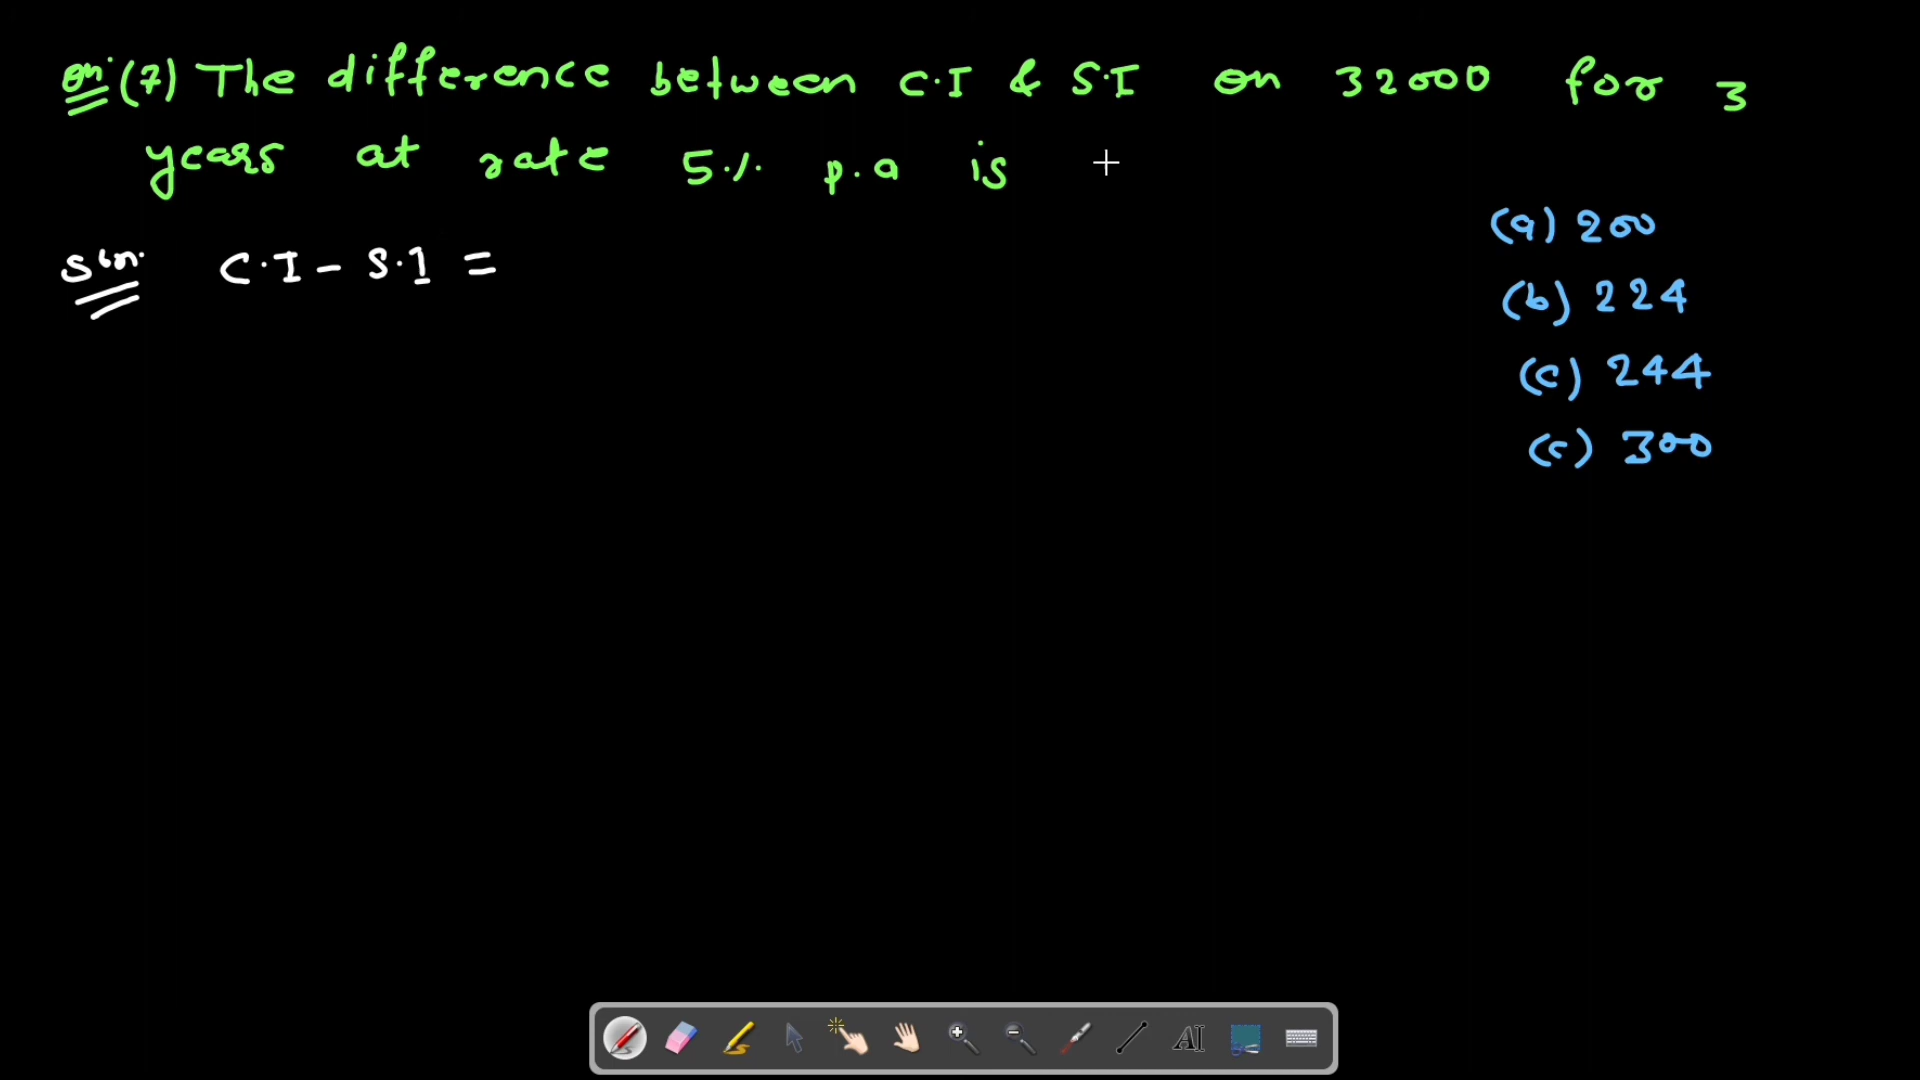 Qn. (7) The difference between C.I & S.I on 32000 for 3
years at rate 5% p.a is
Sln. C.I - S.I =
(a) 200
(b) 224
(c) 244
(c) 300
AI